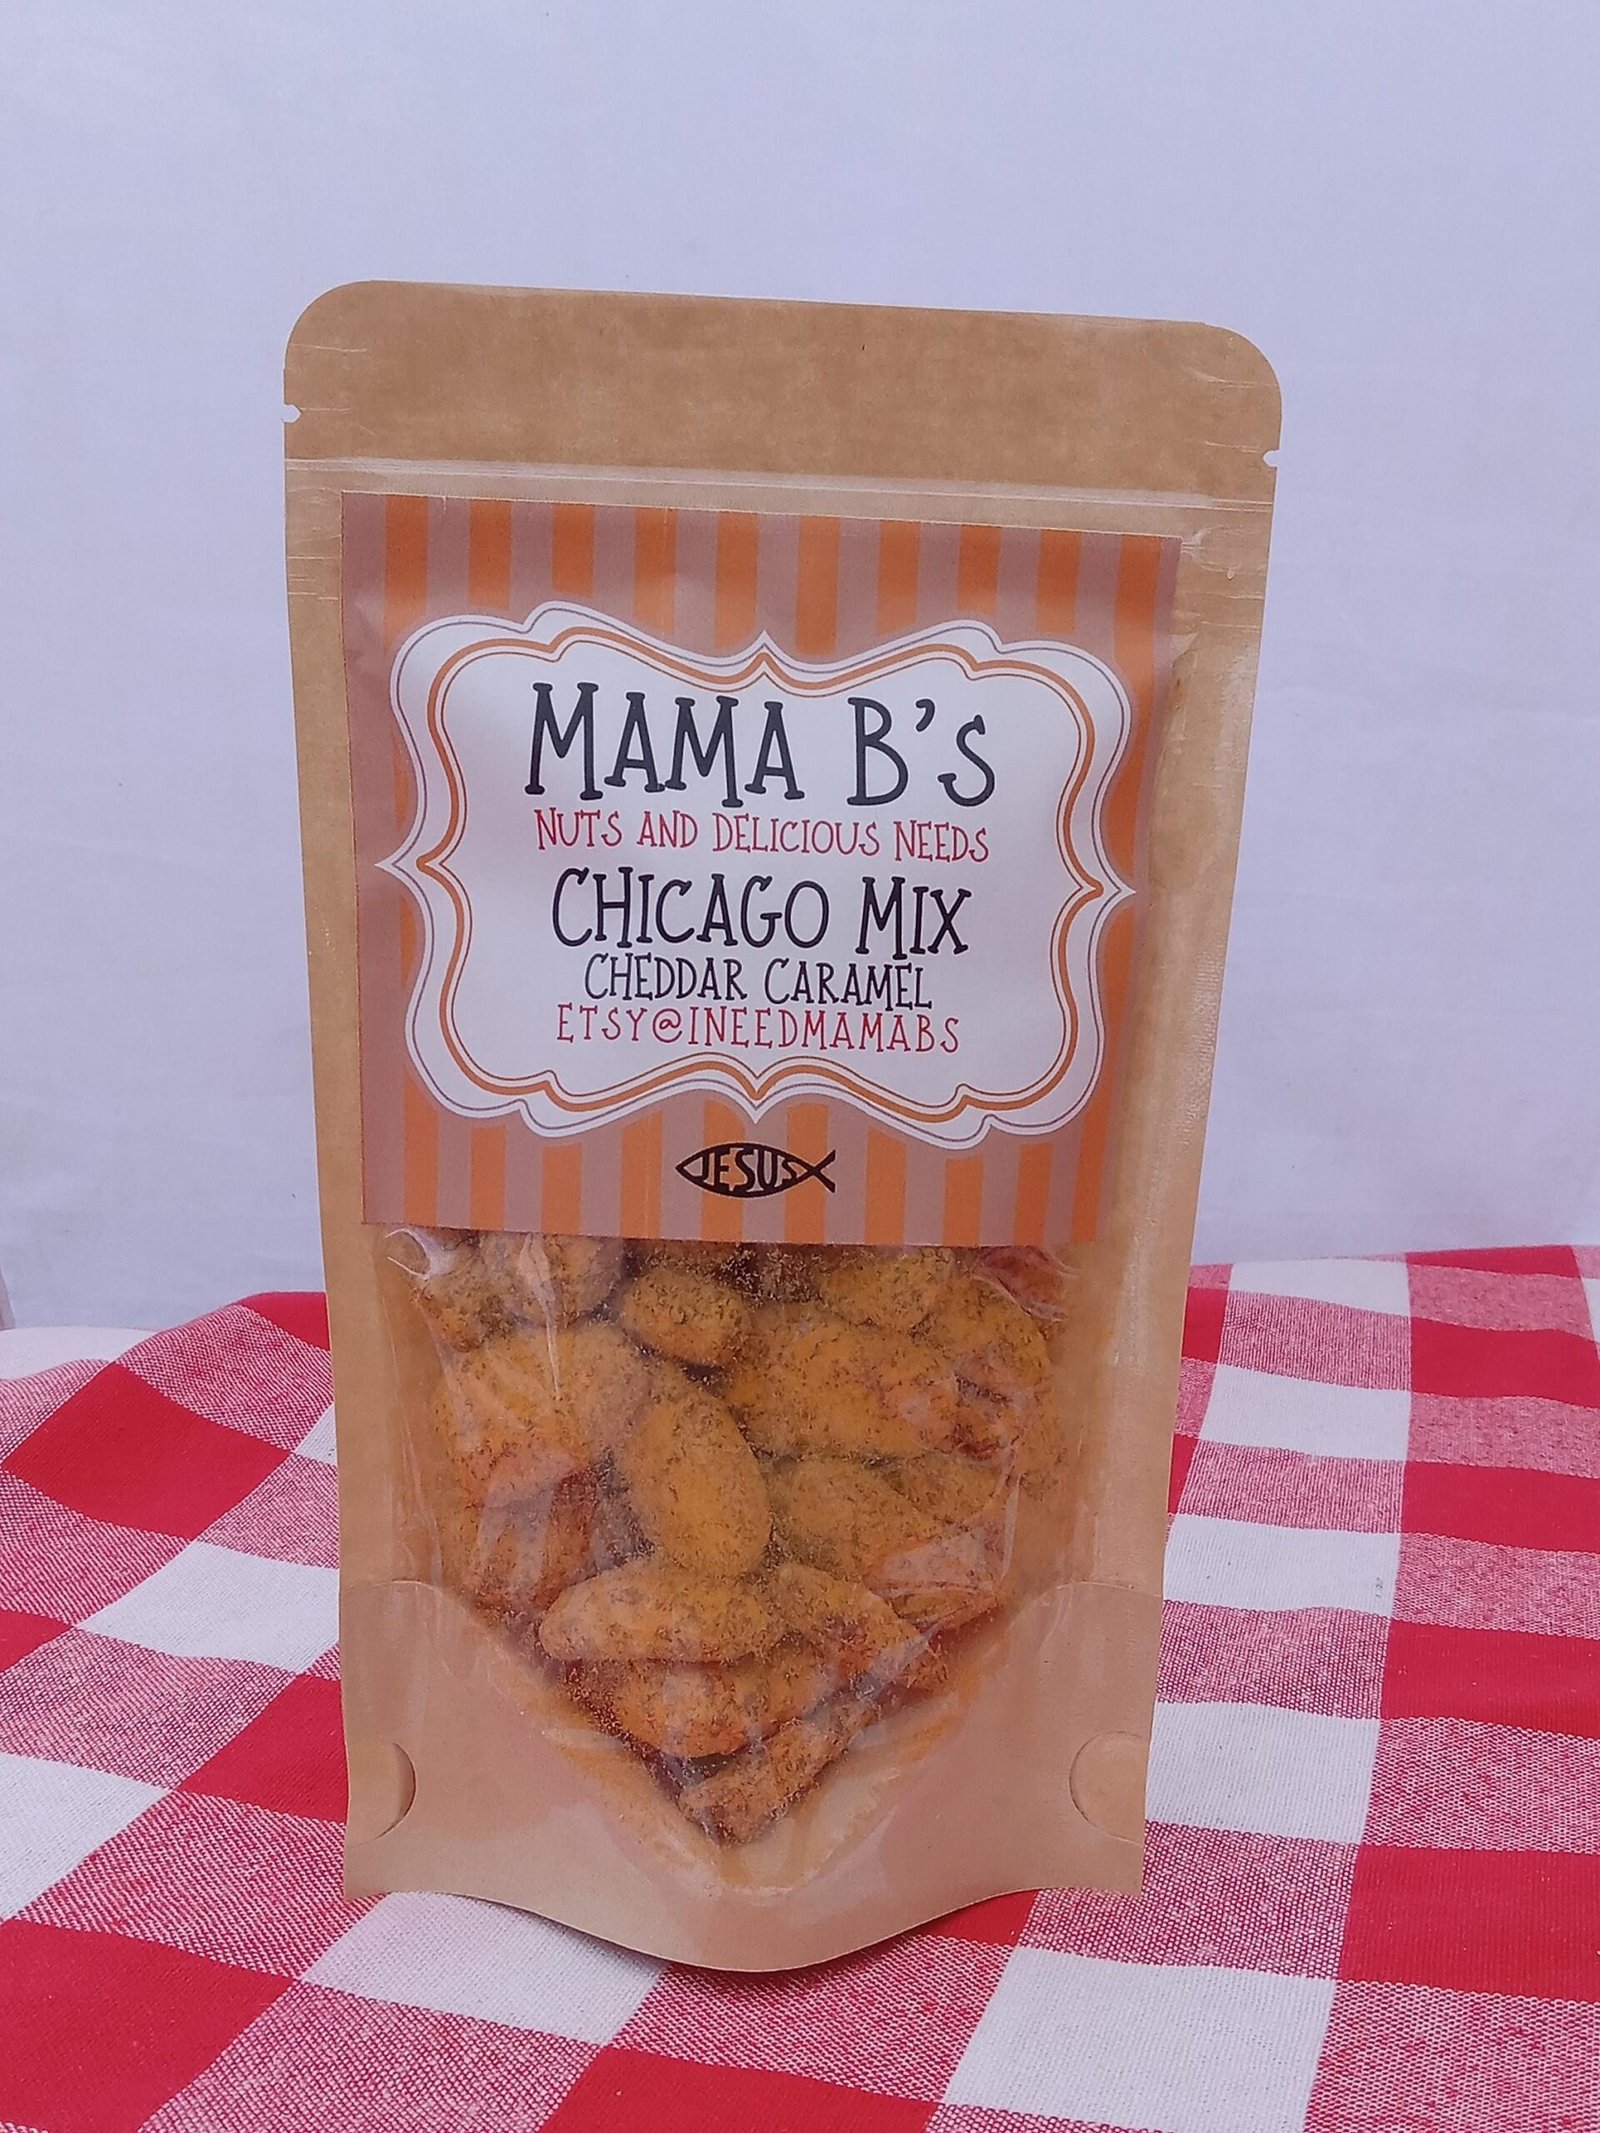 MAMA B'S
NUTS AND DELICIOUS NEEDS
CHICAGO MIX
CHEDDAR CARAMEL
ETSY@INEEDMAMABS
JESUS